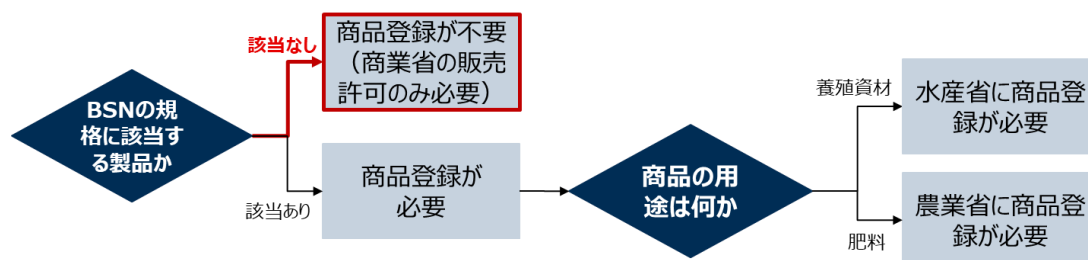 BSNの規
格に該当す
る製品か
該当なし
商品登録が不要
（商業省の販売
許可のみ必要）
該当あり
商品登録が
必要
商品の用
途は何か
養殖資材
水産省に商品登
録が必要
肥料
農業省に商品登
録が必要